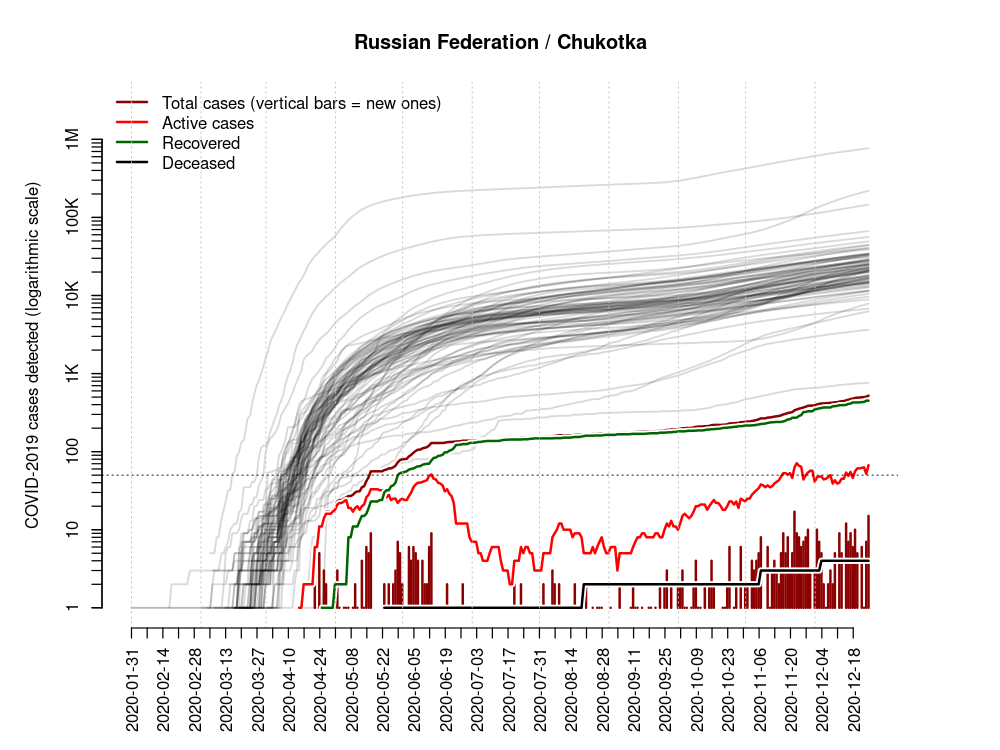 Russian Federation / Chukotka
Total cases (vertical bars = new ones)
Active cases
Recovered
Deceased
COVID-2019 cases detected (logarithmic scale)
1M
100K
10K
1K
100
10
1
2020-01-31
2020-02-14
2020-02-28
2020-03-13
2020-03-27
2020-04-10
2020-04-24
2020-05-08
2020-05-22
2020-06-05
2020-06-19
2020-07-03
2020-07-17
2020-07-31
2020-08-14
2020-08-28
2020-09-11
2020-09-25
2020-10-09
2020-10-23
2020-11-06
2020-11-20
2020-12-04
2020-12-18